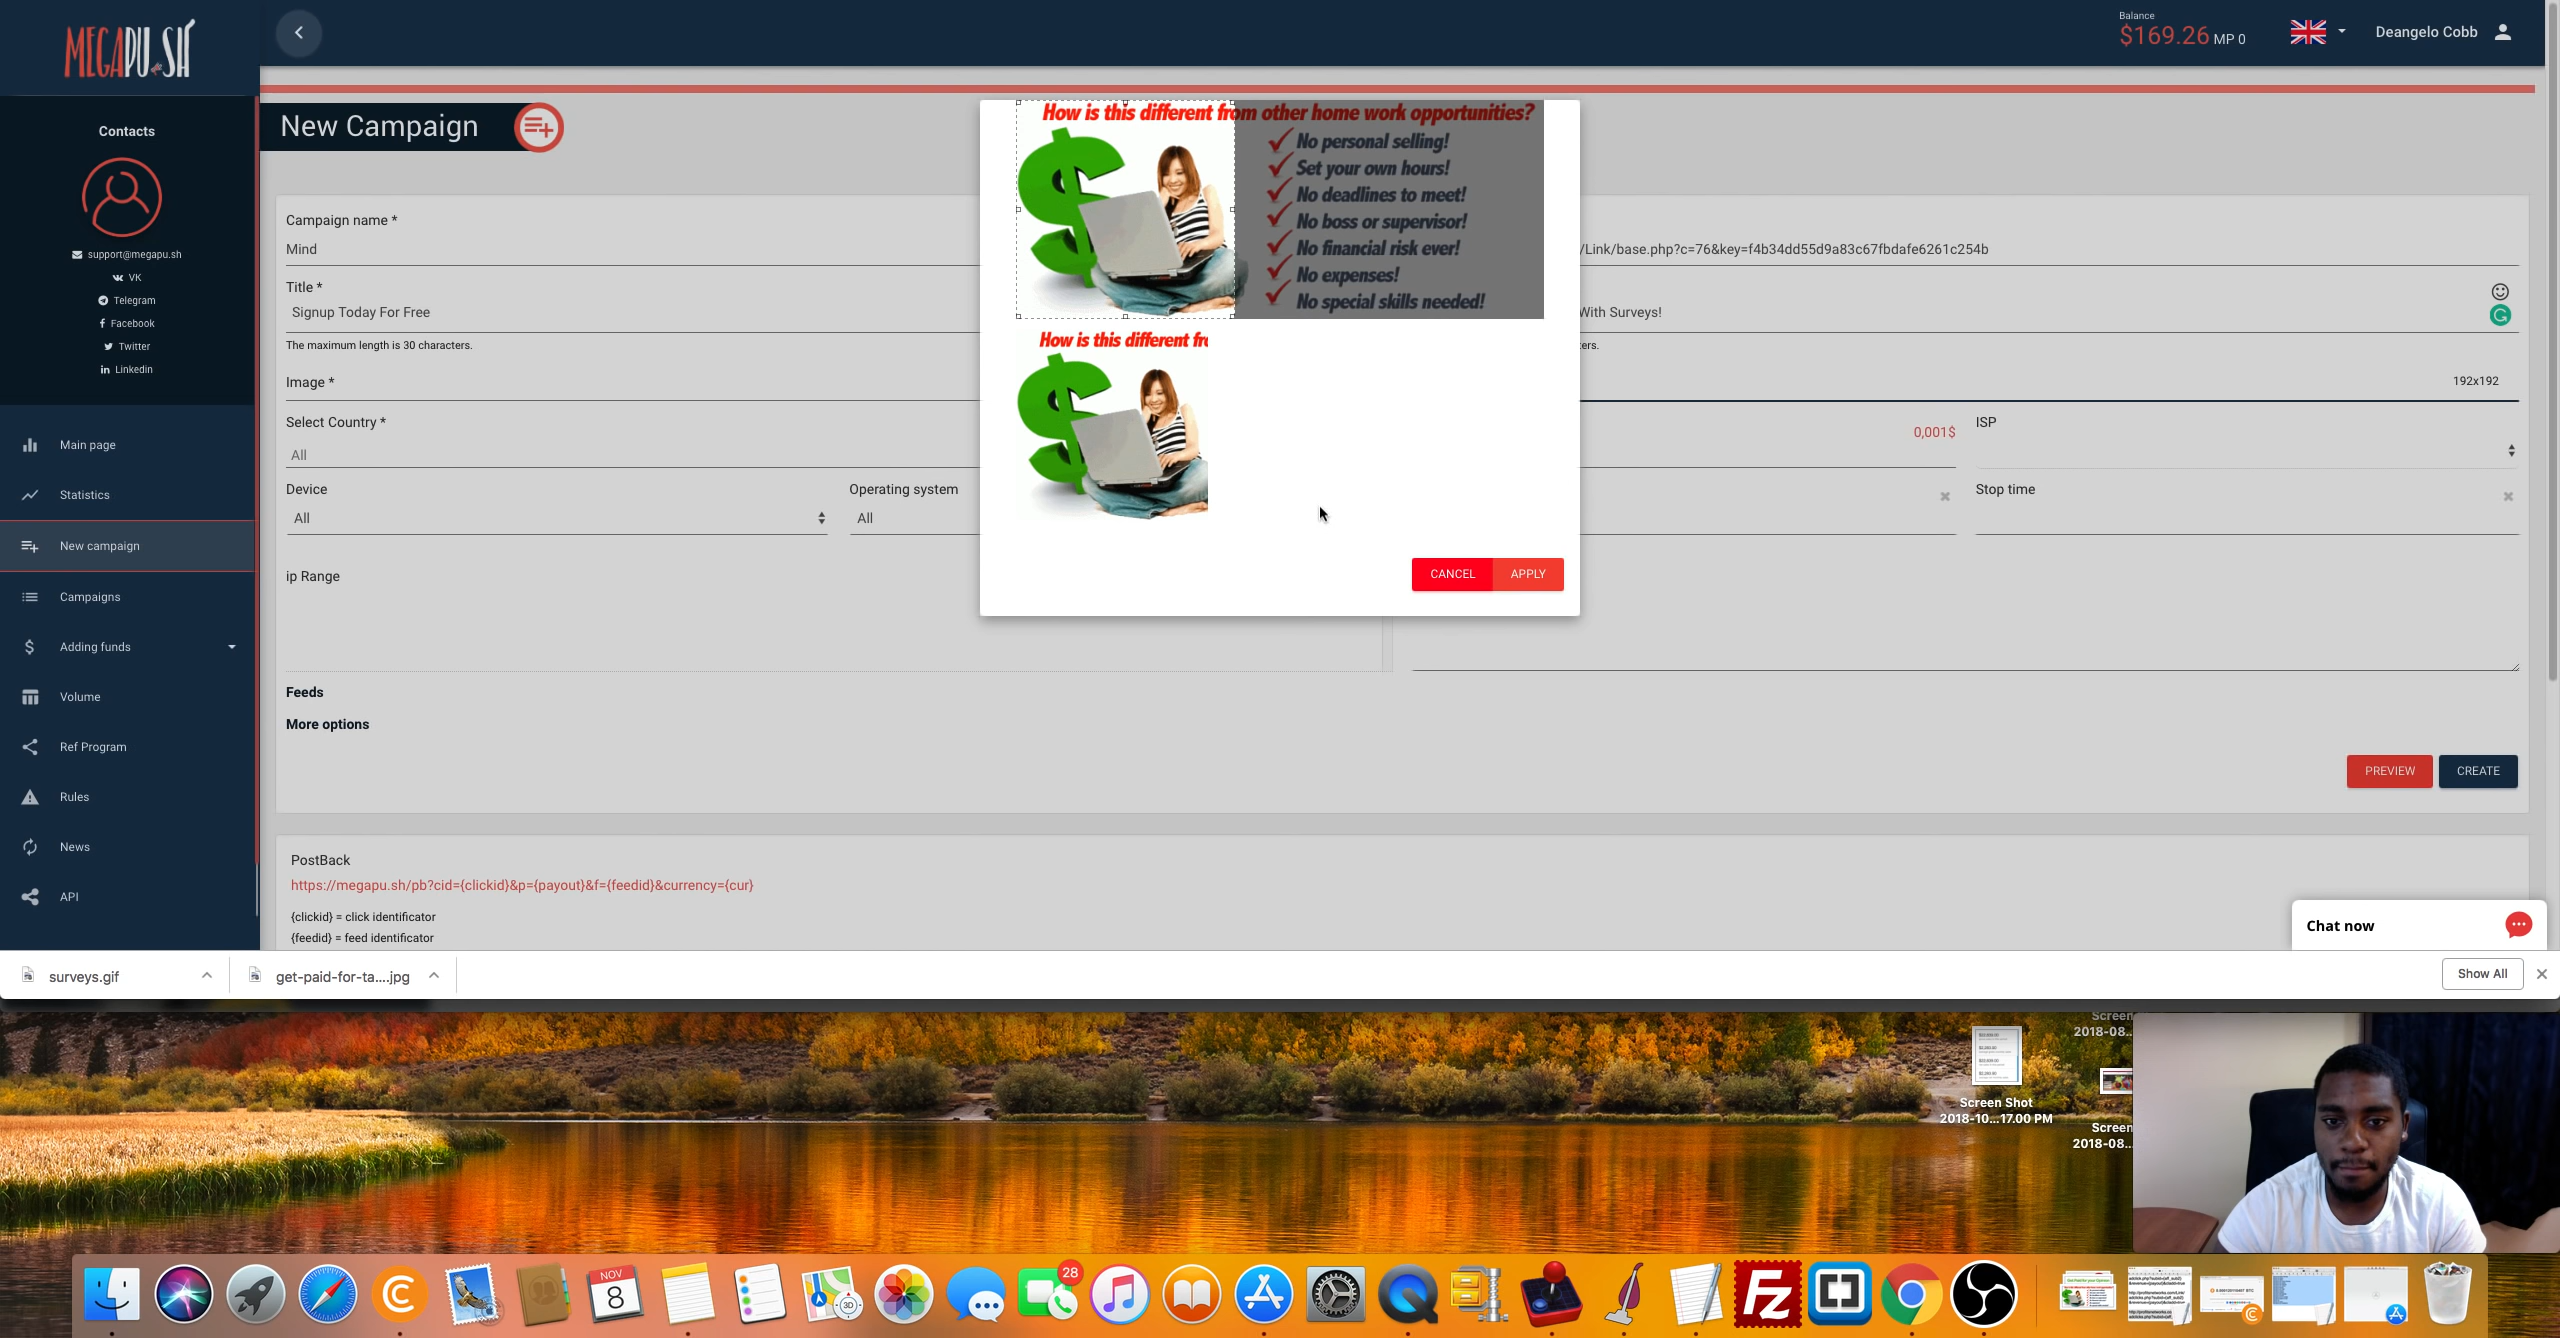 MEGAPU.SH
Balance
$169.26 MP 0
Deangelo Cobb
Contacts
support@megapu.sh
VK
Telegram
Facebook
Twitter
Linkedin
Main page
Statistics
New campaign
Campaigns
Adding funds
Volume
Ref Program
Rules
News
API
New Campaign
Campaign name *
Mind
/Link/base.php?c=76&key=f4b34dd55d9a83c67fbdafe6261c254b
Title *
Signup Today For Free
With Surveys!
The maximum length is 30 characters.
ers.
Image *
192x192
Select Country *
All
0,001$
ISP
Device
All
Operating system
All
Stop time
ip Range
How is this different from other home work opportunities?
No personal selling!
Set your own hours!
No deadlines to meet!
No boss or supervisor!
No financial risk ever!
No expenses!
No special skills needed!
How is this different fr
CANCEL
APPLY
Feeds
More options
PREVIEW
CREATE
PostBack
https://megapu.sh/pb?cid={clickid}&p={payout}&f={feedid}&currency={cur}
{clickid} = click identificator
{feedid} = feed identificator
Chat now
surveys.gif
get-paid-for-ta....jpg
Show All
Screen Shot
2018-10...17.00 PM
Screen
2018-08...
Screen
2018-08...
NOV
8
3D
28
FZ